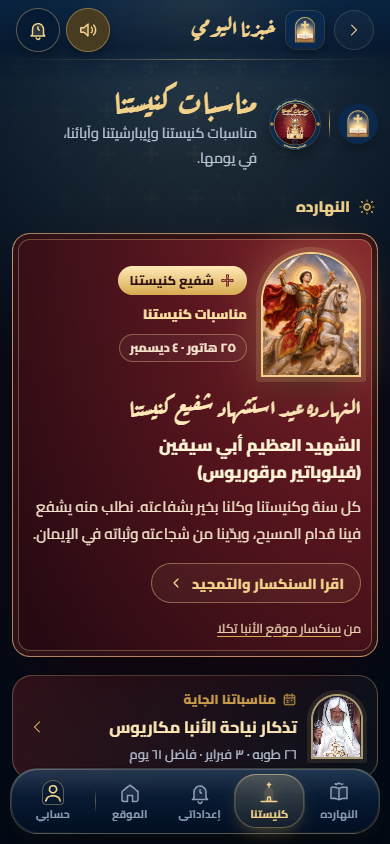 خبزنا اليومي
مناسبات كنيستنا
مناسبات كنيستنا وإيبارشيتنا وآبائنا،
في يومها.
النهارده
شفيع كنيستنا
مناسبات كنيستنا
٢٥ هاتور · ٤ ديسمبر
النهارده عيد استشهاد شفيع كنيستنا
الشهيد العظيم أبي سيفين
(فيلوباتير مرقوريوس)
كل سنة وكنيستنا وكلنا بخير بشفاعته. نطلب منه يشفع
فينا قدام المسيح، ويدّينا من شجاعته وثباته في الإيمان.
اقرا السنكسار والتمجيد
من سنكسار موقع الأنبا تكلا
مناسباتنا الجاية
تذكار نياحة الأنبا مكاريوس
٢٦ طوبه · ٣ فبراير · فاضل ٦١ يوم
النهارده
كنيستنا
إعداداتى
الموقع
حسابي